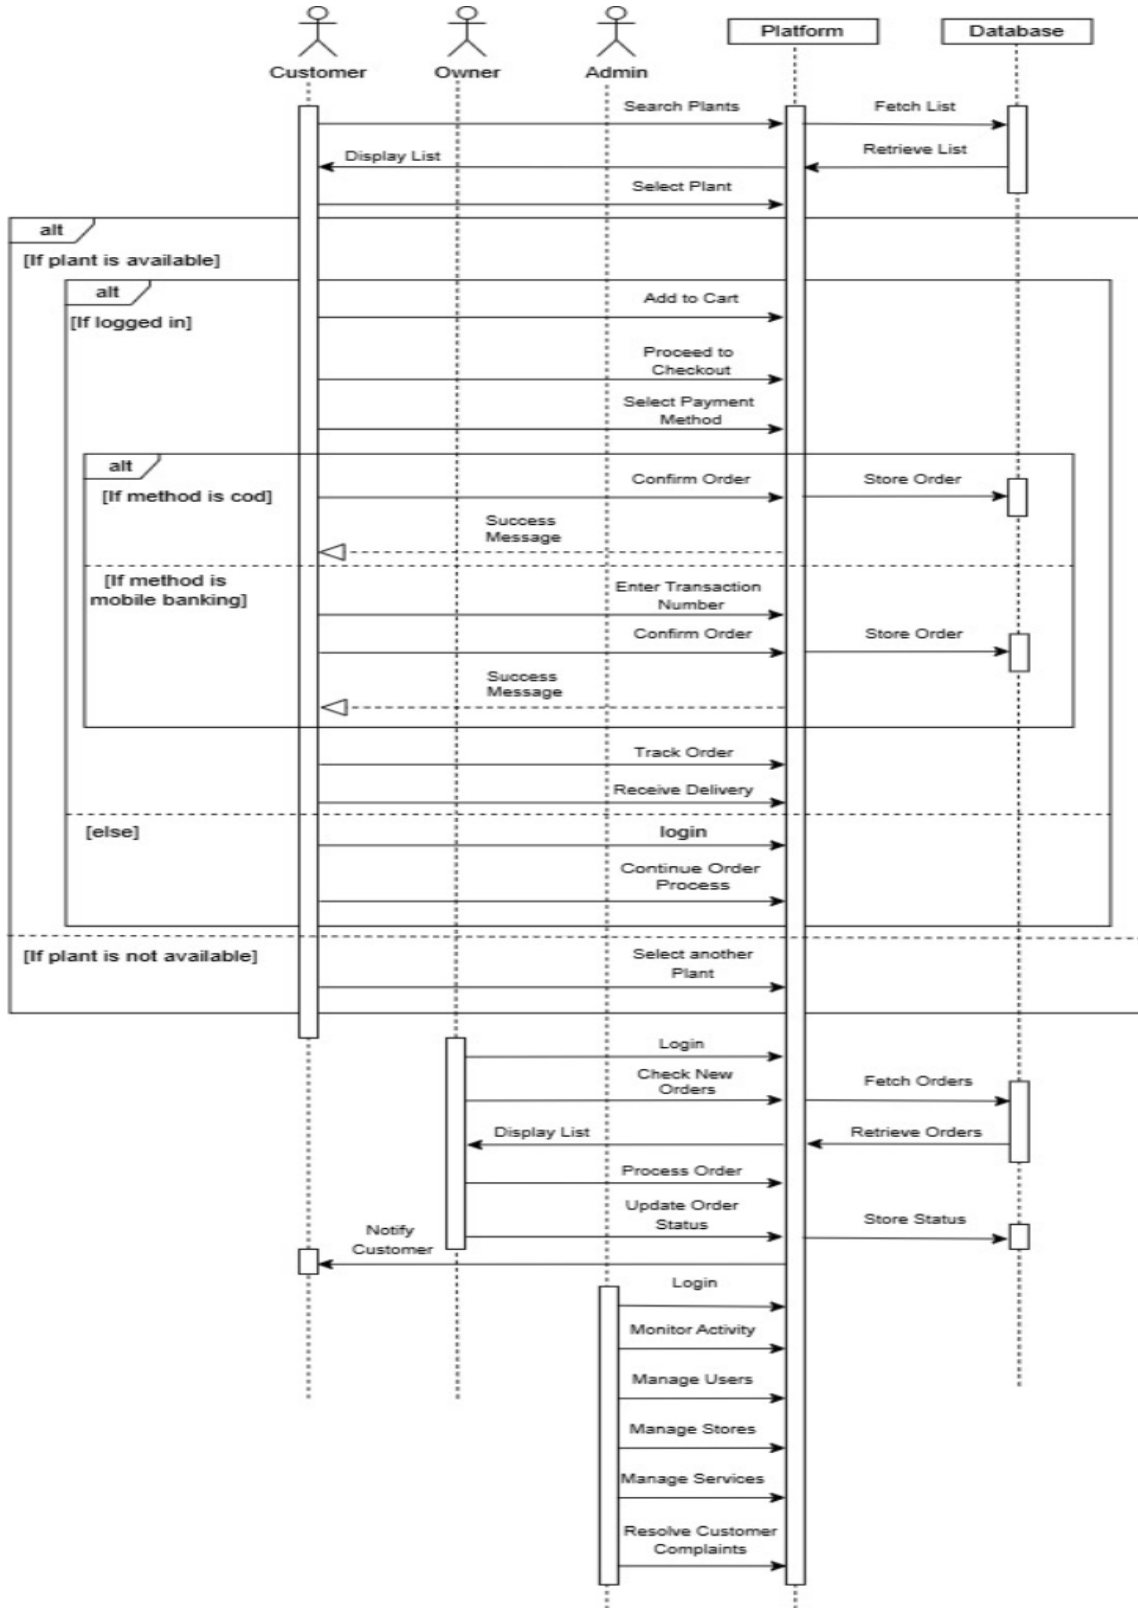 Customer
Owner
Admin
Platform
Database
Search Plants
Fetch List
Display List
Retrieve List
Select Plant
alt
[If plant is available]
alt
[If logged in]
Add to Cart
Proceed to
Checkout
Select Payment
Method
alt
[If method is cod]
Confirm Order
Store Order
Success
Message
[If method is
mobile banking]
Enter Transaction
Number
Confirm Order
Store Order
Success
Message
Track Order
Receive Delivery
[else]
login
Continue Order
Process
[If plant is not available]
Select another
Plant
Login
Check New
Orders
Fetch Orders
Display List
Retrieve Orders
Process Order
Update Order
Status
Store Status
Notify
Customer
Login
Monitor Activity
Manage Users
Manage Stores
Manage Services
Resolve Customer
Complaints